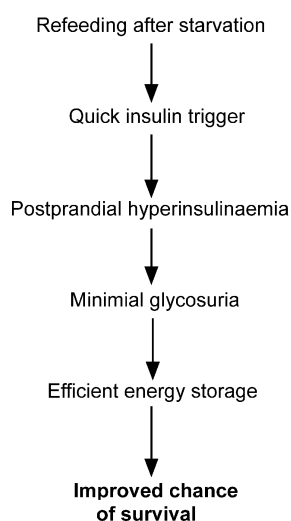 Refeeding after starvation
Quick insulin trigger
Postprandial hyperinsulinaemia
Minimial glycosuria
Efficient energy storage
Improved chance
of survival